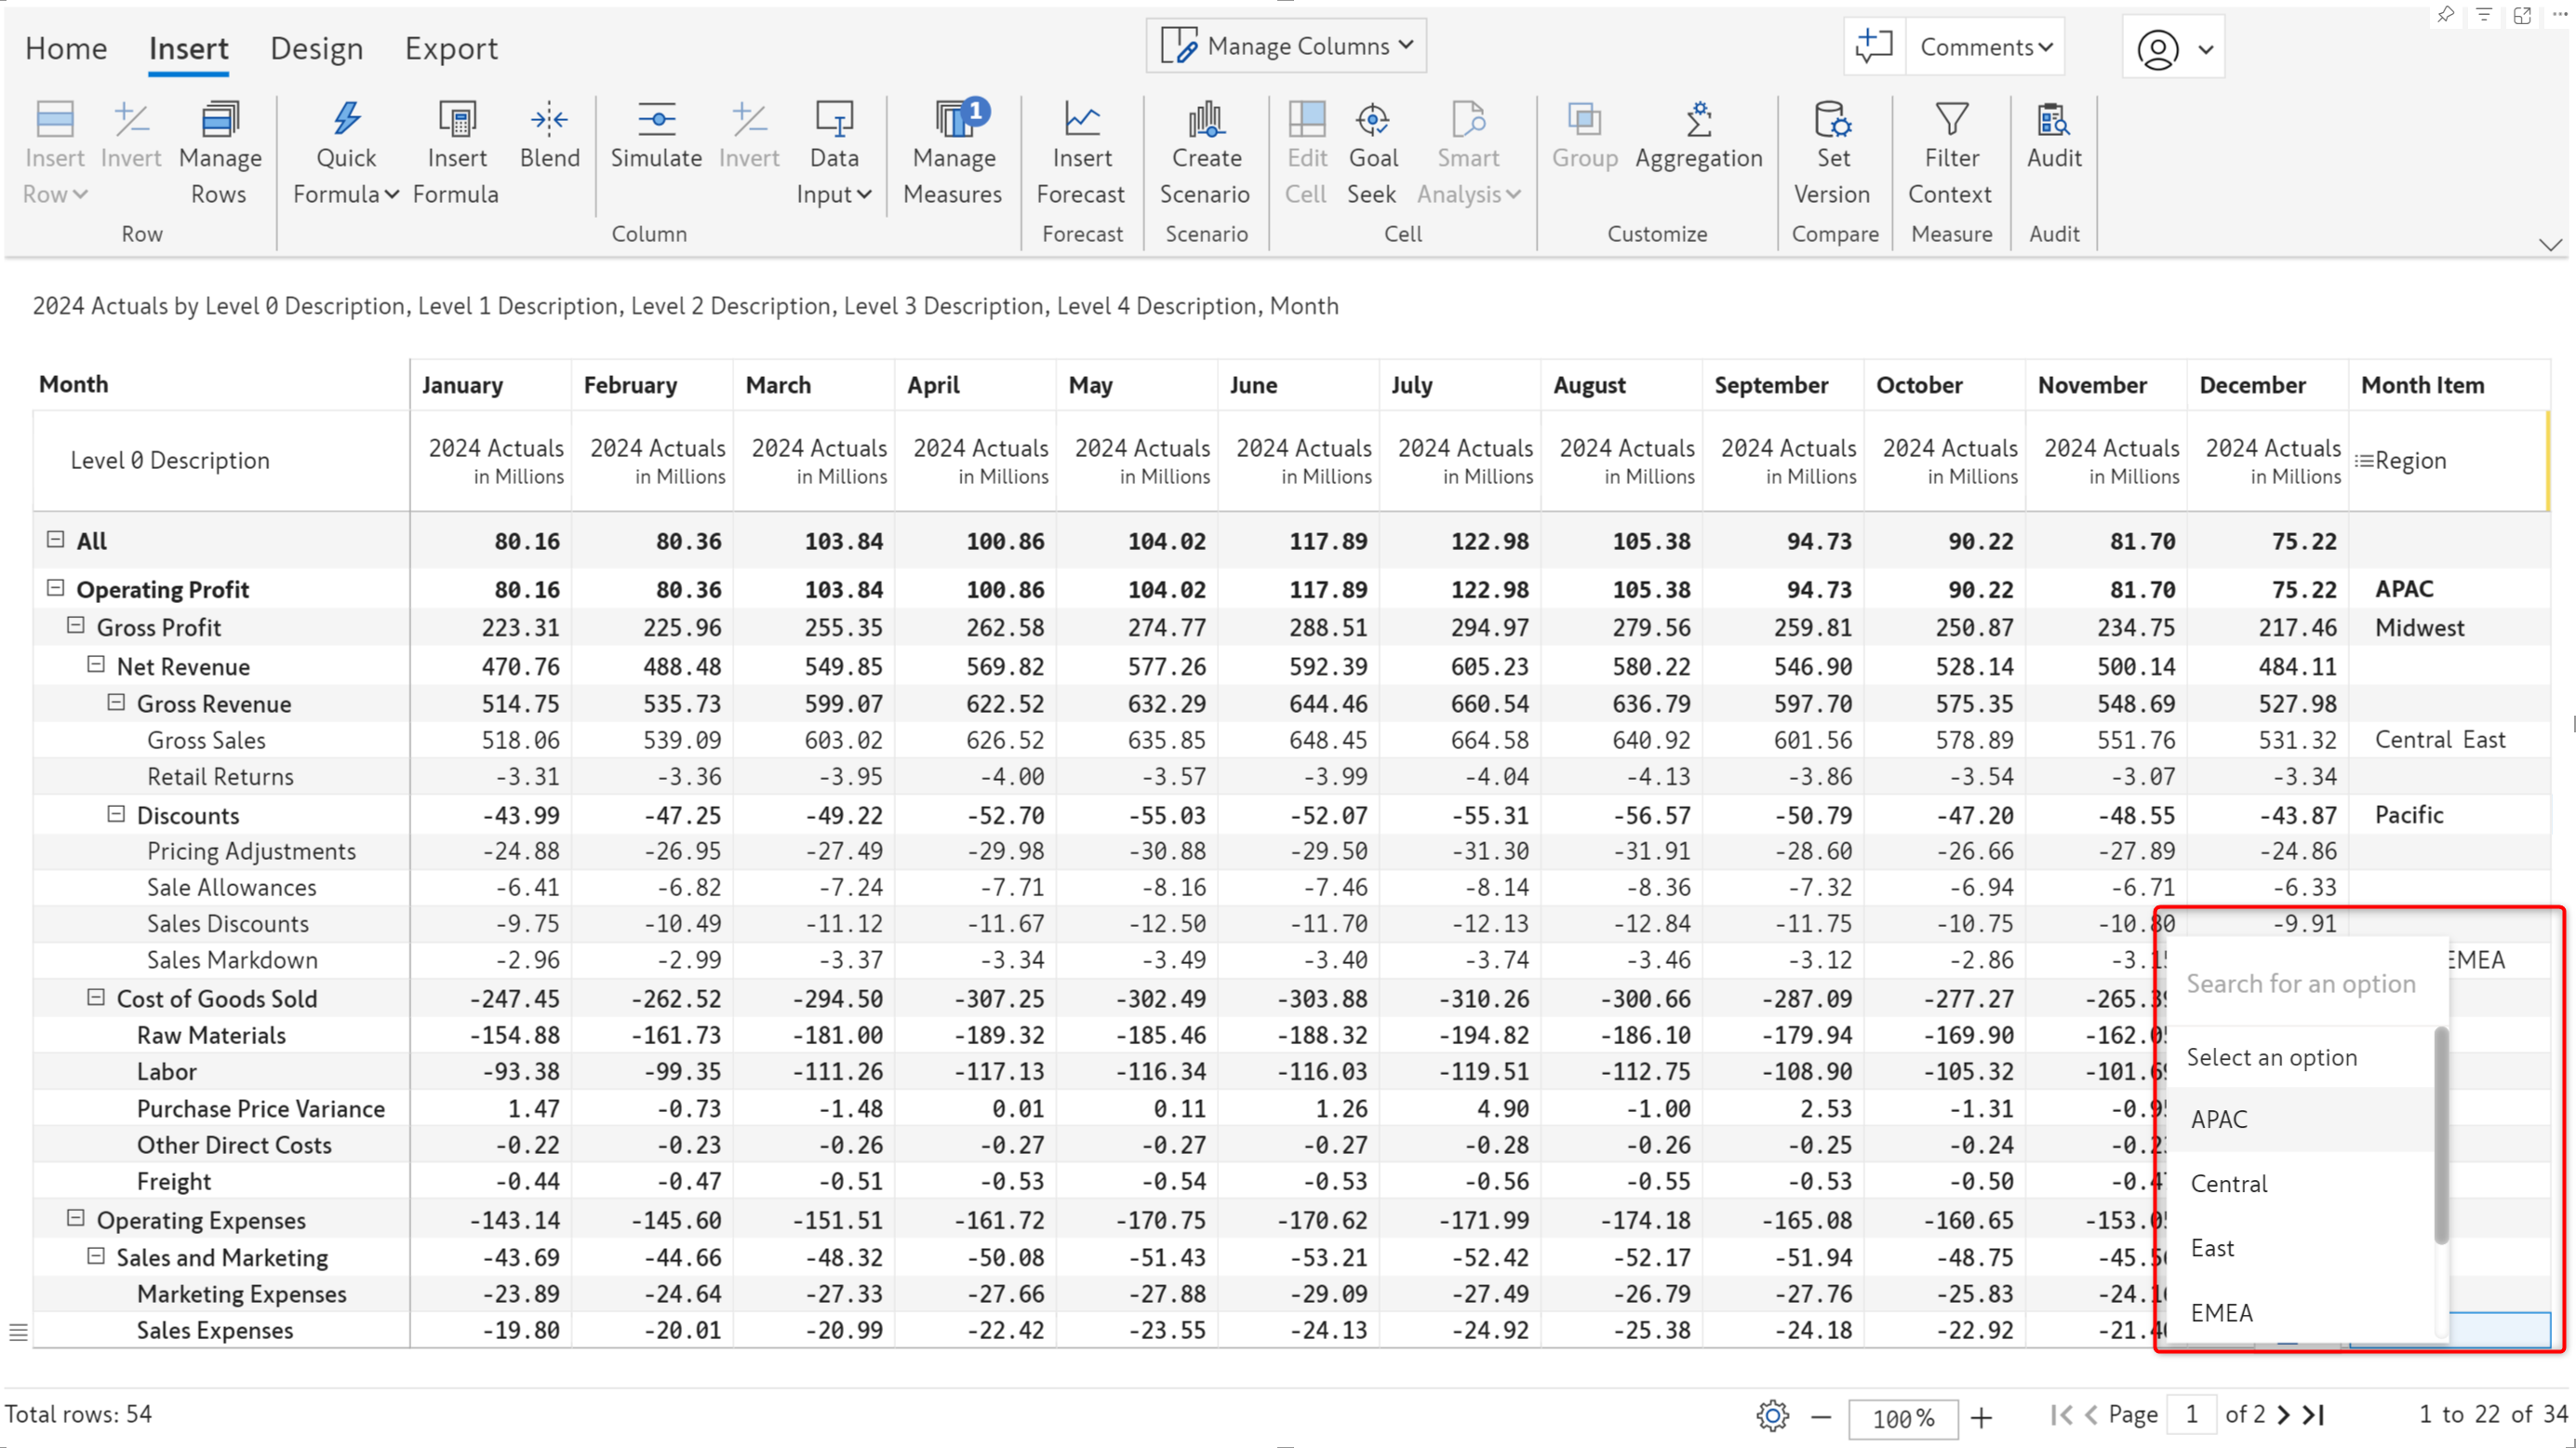 Home Insert Design Export Manage Columns Comments
Insert Row Invert Manage Rows Quick Formula Insert Formula Blend Simulate Invert Data Input Manage Measures 1 Insert Forecast Create Scenario Edit Cell Goal Seek Smart Analysis Group Aggregation Set Version Filter Context Audit
Row Column Forecast Scenario Cell Customize Compare Measure Audit
2024 Actuals by Level 0 Description, Level 1 Description, Level 2 Description, Level 3 Description, Level 4 Description, Month
Month January February March April May June July August September October November December Month Item
Level 0 Description 2024 Actuals in Millions 2024 Actuals in Millions 2024 Actuals in Millions 2024 Actuals in Millions 2024 Actuals in Millions 2024 Actuals in Millions 2024 Actuals in Millions 2024 Actuals in Millions 2024 Actuals in Millions 2024 Actuals in Millions 2024 Actuals in Millions 2024 Actuals in Millions Region
All 80.16 80.36 103.84 100.86 104.02 117.89 122.98 105.38 94.73 90.22 81.70 75.22
Operating Profit 80.16 80.36 103.84 100.86 104.02 117.89 122.98 105.38 94.73 90.22 81.70 75.22 APAC
Gross Profit 223.31 225.96 255.35 262.58 274.77 288.51 294.97 279.56 259.81 250.87 234.75 217.46 Midwest
Net Revenue 470.76 488.48 549.85 569.82 577.26 592.39 605.23 580.22 546.90 528.14 500.14 484.11
Gross Revenue 514.75 535.73 599.07 622.52 632.29 644.46 660.54 636.79 597.70 575.35 548.69 527.98
Gross Sales 518.06 539.09 603.02 626.52 635.85 648.45 664.58 640.92 601.56 578.89 551.76 531.32 Central East
Retail Returns -3.31 -3.36 -3.95 -4.00 -3.57 -3.99 -4.04 -4.13 -3.86 -3.54 -3.07 -3.34
Discounts -43.99 -47.25 -49.22 -52.70 -55.03 -52.07 -55.31 -56.57 -50.79 -47.20 -48.55 -43.87 Pacific
Pricing Adjustments -24.88 -26.95 -27.49 -29.98 -30.88 -29.50 -31.30 -31.91 -28.60 -26.66 -27.89 -24.86
Sale Allowances -6.41 -6.82 -7.24 -7.71 -8.16 -7.46 -8.14 -8.36 -7.32 -6.94 -6.71 -6.33
Sales Discounts -9.75 -10.49 -11.12 -11.67 -12.50 -11.70 -12.13 -12.84 -11.75 -10.75 -10.80 -9.91
Sales Markdown -2.96 -2.99 -3.37 -3.34 -3.49 -3.40 -3.74 -3.46 -3.12 -2.86 EMEA
Cost of Goods Sold -247.45 -262.52 -294.50 -307.25 -302.49 -303.88 -310.26 -300.66 -287.09 -277.27
Raw Materials -154.88 -161.73 -181.00 -189.32 -185.46 -188.32 -194.82 -186.10 -179.94 -169.90
Labor -93.38 -99.35 -111.26 -117.13 -116.34 -116.03 -119.51 -112.75 -108.90 -105.32
Purchase Price Variance 1.47 -0.73 -1.48 0.01 0.11 1.26 4.90 -1.00 2.53 -1.31
Other Direct Costs -0.22 -0.23 -0.26 -0.27 -0.27 -0.27 -0.28 -0.26 -0.25 -0.24
Freight -0.44 -0.47 -0.51 -0.53 -0.54 -0.53 -0.56 -0.55 -0.53 -0.50
Operating Expenses -143.14 -145.60 -151.51 -161.72 -170.75 -170.62 -171.99 -174.18 -165.08 -160.65
Sales and Marketing -43.69 -44.66 -48.32 -50.08 -51.43 -53.21 -52.42 -52.17 -51.94 -48.75
Marketing Expenses -23.89 -24.64 -27.33 -27.66 -27.88 -29.09 -27.49 -26.79 -27.76 -25.83
Sales Expenses -19.80 -20.01 -20.99 -22.42 -23.55 -24.13 -24.92 -25.38 -24.18 -22.92
Search for an option
Select an option
APAC
Central
East
EMEA
Total rows: 54 100% Page 1 of 2 1 to 22 of 34